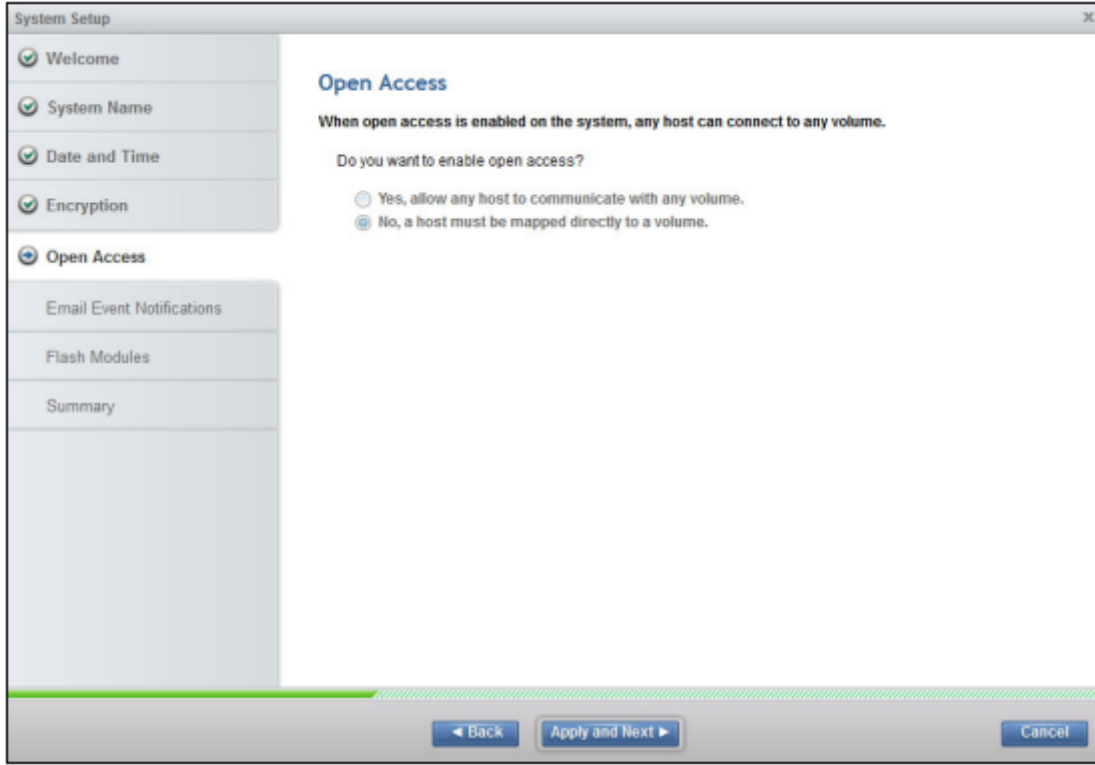 System Setup
Welcome
System Name
Date and Time
Encryption
Open Access
Email Event Notifications
Flash Modules
Summary
Open Access
When open access is enabled on the system, any host can connect to any volume.
Do you want to enable open access?
Yes, allow any host to communicate with any volume.
No, a host must be mapped directly to a volume.
Back
Apply and Next
Cancel